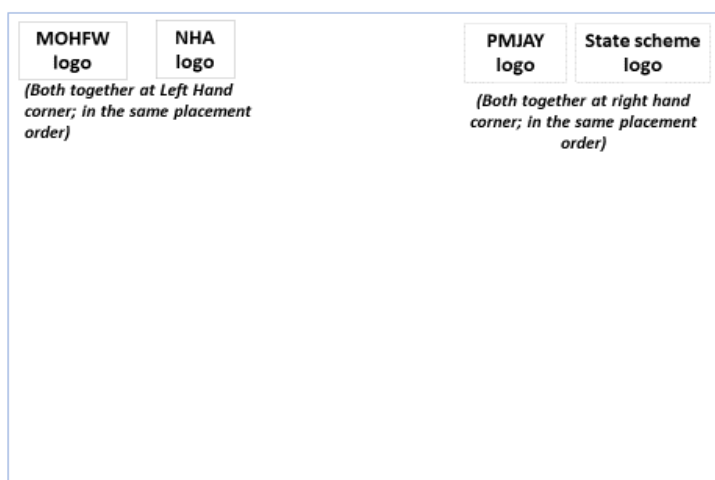 MOHFW
logo
NHA
logo
(Both together at Left Hand
corner; in the same placement
order)
PMJAY
logo
State scheme
logo
(Both together at right hand
corner; in the same placement
order)